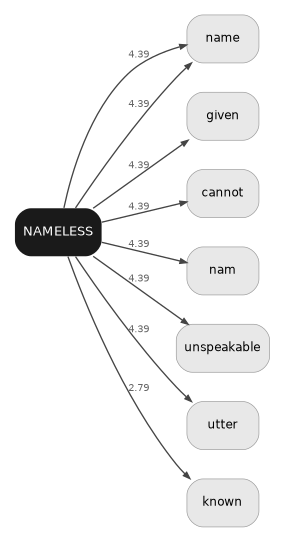 name
4.39
4.39
given
4.39
cannot
4.39
NAMELESS
4.39
nam
4.39
unspeakable
4.39
utter
2.79
known